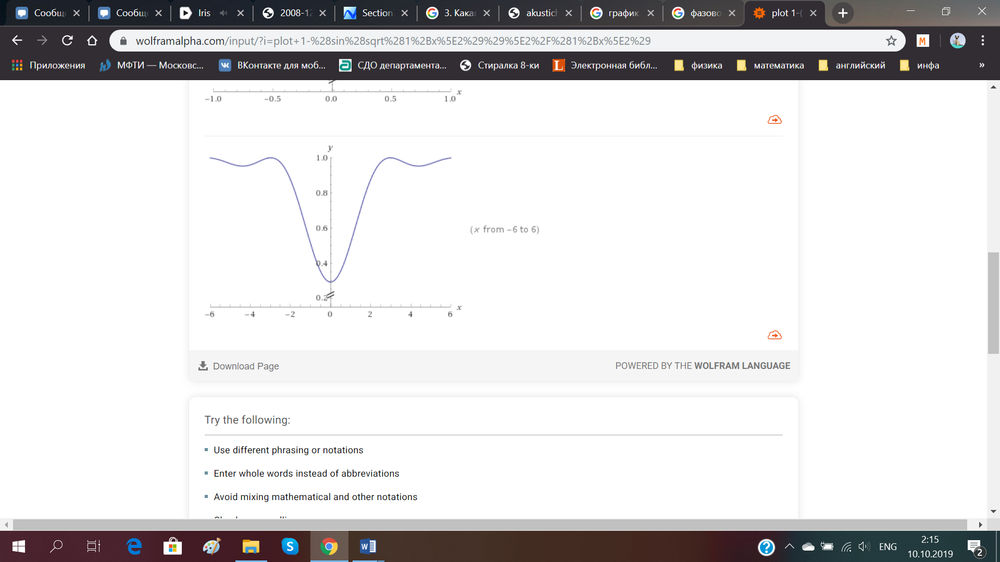 Сообщ
Сообщ
Iris
2008-12
Section
3. Кака
akustich
график
фазово
plot 1-(
wolframalpha.com/input/?i=plot+1-%28sin%28sqrt%281%2Bx%5E2%29%29%5E2%2F%281%2Bx%5E2%29
M
Приложения
МФТИ — Московс...
ВКонтакте для моб...
СДО департамента...
Стиралка 8-ки
Электронная библ...
физика
математика
английский
инфа
»
x
-1.0 -0.5 0.0 0.5 1.0
y
1.0
0.8
0.6
(x from -6 to 6)
0.4
0.2
x
-6 -4 -2 0 2 4 6
Download Page
POWERED BY THE WOLFRAM LANGUAGE
Try the following:
Use different phrasing or notations
Enter whole words instead of abbreviations
Avoid mixing mathematical and other notations
ENG
2:15
10.10.2019
2